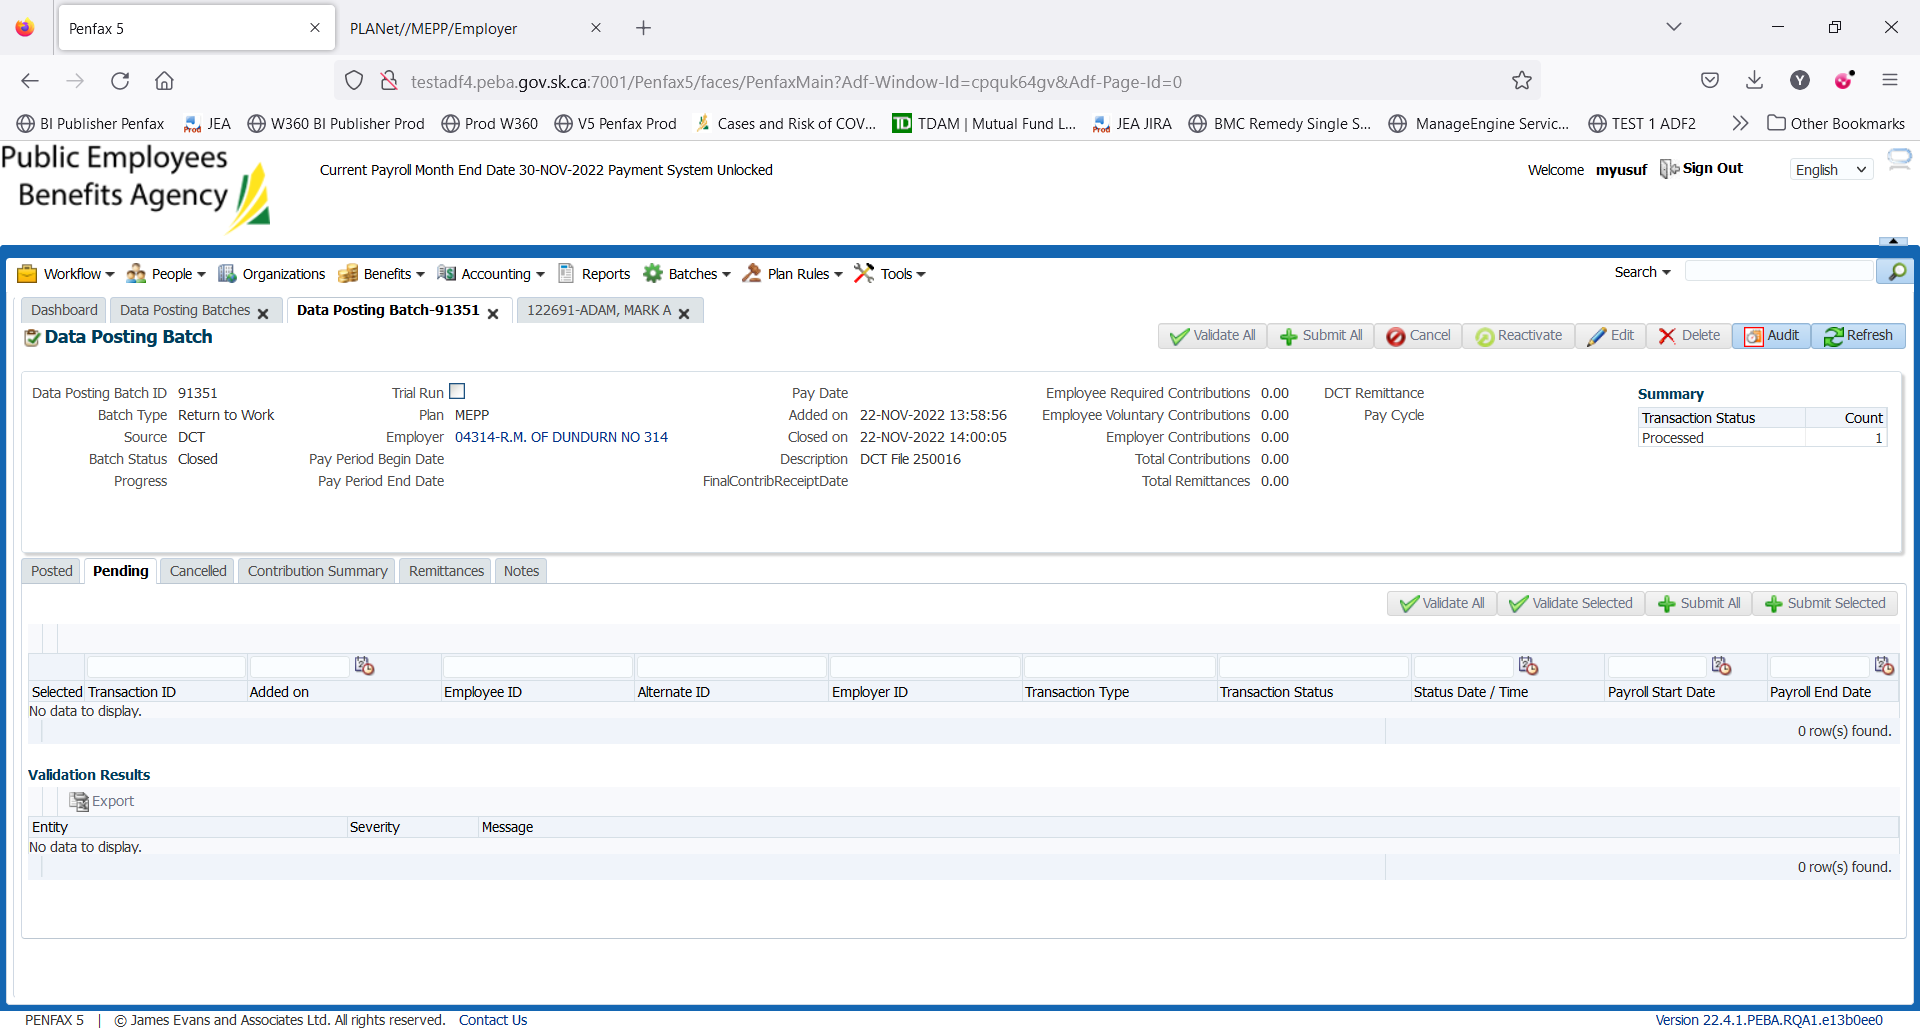 Penfax 5
PLANet//MEPP/Employer
testadf4.peba.gov.sk.ca:7001/Penfax5/faces/PenfaxMain?Adf-Window-Id=cpquk64gv&Adf-Page-Id=0
Y
BI Publisher Penfax JEA W360 BI Publisher Prod Prod W360 V5 Penfax Prod Cases and Risk of COV... TDAM | Mutual Fund L... JEA JIRA BMC Remedy Single S... ManageEngine Servic... TEST 1 ADF2 Other Bookmarks
Public Employees
Benefits Agency
Current Payroll Month End Date 30-NOV-2022 Payment System Unlocked
Welcome myusuf Sign Out English
Workflow People Organizations Benefits Accounting Reports Batches Plan Rules Tools Search
Dashboard Data Posting Batches Data Posting Batch-91351 122691-ADAM, MARK A
Data Posting Batch
Validate All Submit All Cancel Reactivate Edit Delete Audit Refresh
Data Posting Batch ID 91351
Batch Type Return to Work
Source DCT
Batch Status Closed
Progress
Trial Run
Plan MEPP
Employer 04314-R.M. OF DUNDURN NO 314
Pay Period Begin Date
Pay Period End Date
Pay Date
Added on 22-NOV-2022 13:58:56
Closed on 22-NOV-2022 14:00:05
Description DCT File 250016
FinalContribReceiptDate
Employee Required Contributions 0.00
Employee Voluntary Contributions 0.00
Employer Contributions 0.00
Total Contributions 0.00
Total Remittances 0.00
DCT Remittance
Pay Cycle
Summary
Transaction Status Count
Processed 1
Posted Pending Cancelled Contribution Summary Remittances Notes
Validate All Validate Selected Submit All Submit Selected
Selected Transaction ID Added on Employee ID Alternate ID Employer ID Transaction Type Transaction Status Status Date / Time Payroll Start Date Payroll End Date
No data to display.
0 row(s) found.
Validation Results
Export
Entity Severity Message
No data to display.
0 row(s) found.
PENFAX 5 | © James Evans and Associates Ltd. All rights reserved. Contact Us
Version 22.4.1.PEBA.RQA1.e13b0ee0